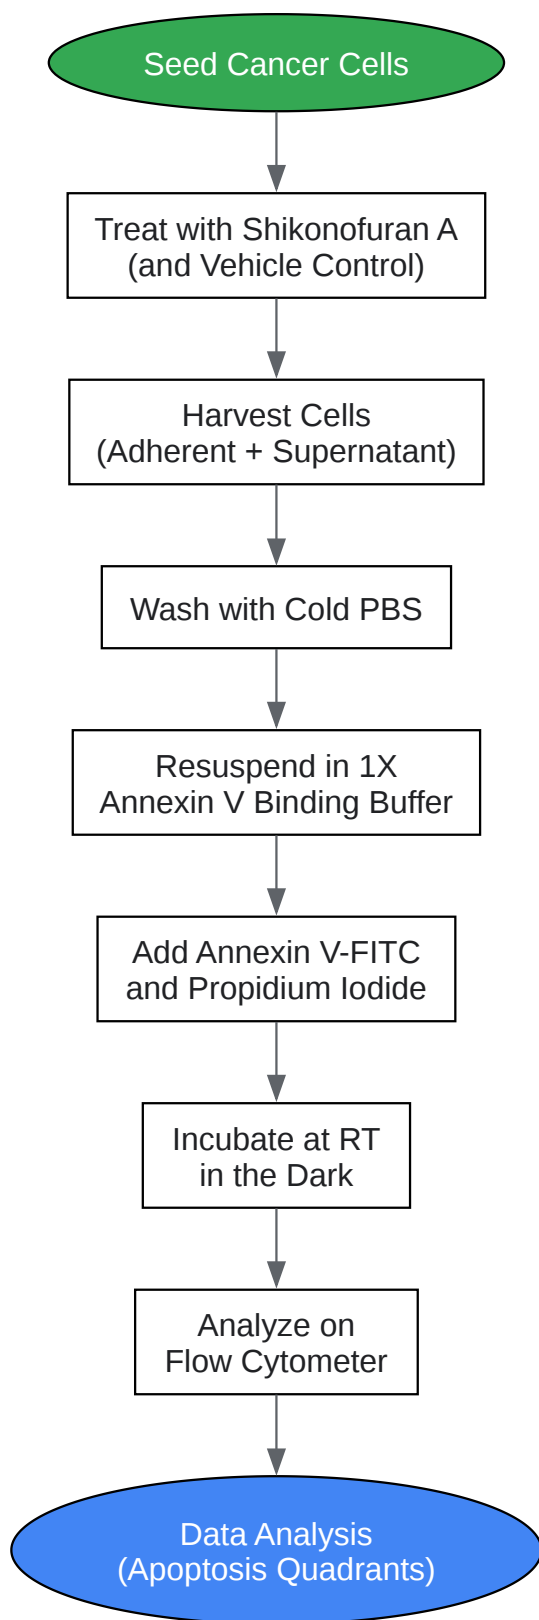 Seed Cancer Cells
Treat with Shikonofuran A
(and Vehicle Control)
Harvest Cells
(Adherent + Supernatant)
Wash with Cold PBS
Resuspend in 1X
Annexin V Binding Buffer
Add Annexin V-FITC
and Propidium Iodide
Incubate at RT
in the Dark
Analyze on
Flow Cytometer
Data Analysis
(Apoptosis Quadrants)